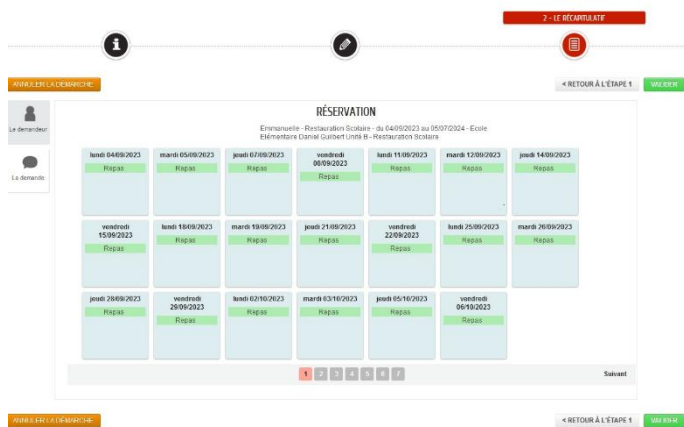 2 - LE RÉCAPITULATIF
ANNULER LA DÉMARCHE
< RETOUR À L'ÉTAPE 1
VALIDER
Le demandeur
La demande
RÉSERVATION
Emmanuelle - Restauration Scolaire - du 04/09/2023 au 05/07/2024 - Ecole
Elémentaire Daniel Guilbert Unité B - Restauration Scolaire
lundi 04/09/2023
Repas
mardi 05/09/2023
Repas
jeudi 07/09/2023
Repas
vendredi
08/09/2023
Repas
lundi 11/09/2023
Repas
mardi 12/09/2023
Repas
jeudi 14/09/2023
Repas
vendredi
15/09/2023
Repas
lundi 18/09/2023
Repas
mardi 19/09/2023
Repas
jeudi 21/09/2023
Repas
vendredi
22/09/2023
Repas
lundi 25/09/2023
Repas
mardi 26/09/2023
Repas
jeudi 28/09/2023
Repas
vendredi
29/09/2023
Repas
lundi 02/10/2023
Repas
mardi 03/10/2023
Repas
jeudi 05/10/2023
Repas
vendredi
06/10/2023
Repas
1 2 3 4 5 6 7
Suivant
ANNULER LA DÉMARCHE
< RETOUR À L'ÉTAPE 1
VALIDER